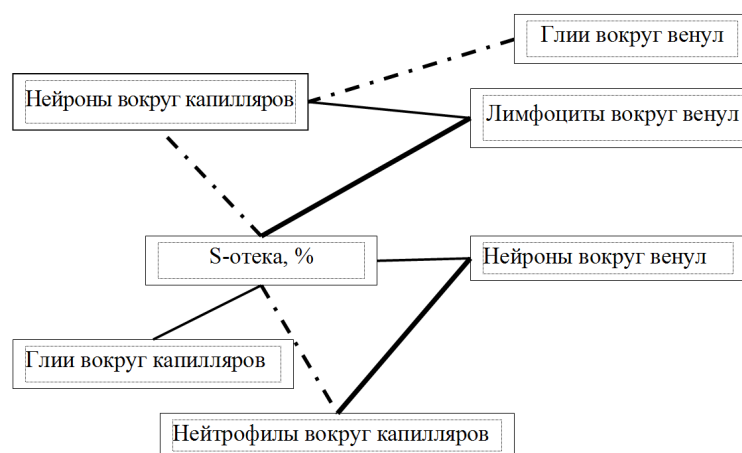 Глии вокруг венул
Нейроны вокруг капилляров
Лимфоциты вокруг венул
S-отека, %
Нейроны вокруг венул
Глии вокруг капилляров
Нейтрофилы вокруг капилляров